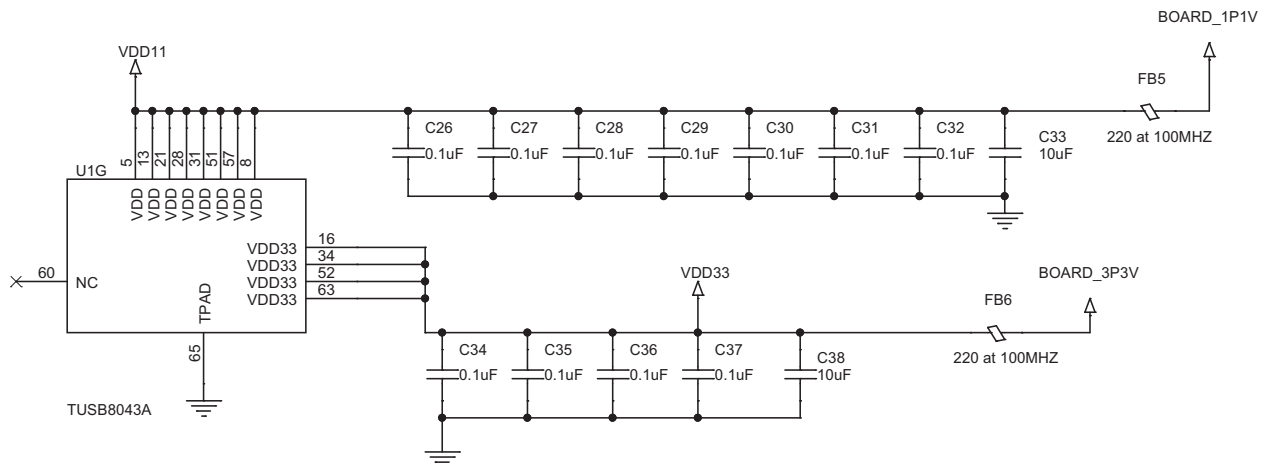 BOARD_1P1V
VDD11
FB5
C26
0.1uF
C27
0.1uF
C28
0.1uF
C29
0.1uF
C30
0.1uF
C31
0.1uF
C32
0.1uF
C33
10uF
220 at 100MHZ
5
13
21
28
31
51
57
8
U1G
VDD
VDD
VDD
VDD
VDD
VDD
VDD
VDD
VDD33 16
VDD33 34
VDD33 52
VDD33 63
60 NC
TPAD
65
TUSB8043A
VDD33
BOARD_3P3V
FB6
220 at 100MHZ
C34
0.1uF
C35
0.1uF
C36
0.1uF
C37
0.1uF
C38
10uF